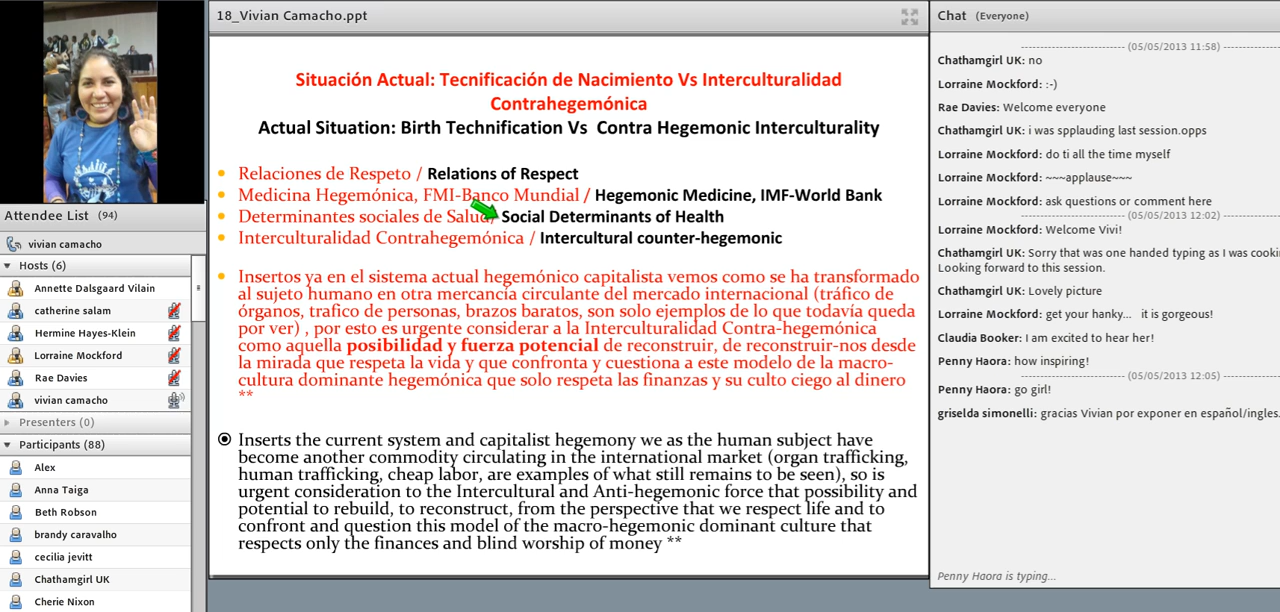 18_Vivian Camacho.ppt
Situación Actual: Tecnificación de Nacimiento Vs Interculturalidad
Contrahegemónica
Actual Situation: Birth Technification Vs Contra Hegemonic Interculturality
Relaciones de Respeto / Relations of Respect
Medicina Hegemónica, FMI-Banco Mundial / Hegemonic Medicine, IMF-World Bank
Determinantes sociales de Salud/ Social Determinants of Health
Interculturalidad Contrahegemónica / Intercultural counter-hegemonic
Insertos ya en el sistema actual hegemónico capitalista vemos como se ha transformado
al sujeto humano en otra mercancía circulante del mercado internacional (tráfico de
órganos, trafico de personas, brazos baratos, son solo ejemplos de lo que todavía queda
por ver) , por esto es urgente considerar a la Interculturalidad Contra-hegemónica
como aquella posibilidad y fuerza potencial de reconstruir, de reconstruir-nos desde
la mirada que respeta la vida y que confronta y cuestiona a este modelo de la macro-
cultura dominante hegemónica que solo respeta las finanzas y su culto ciego al dinero
**
Inserts the current system and capitalist hegemony we as the human subject have
become another commodity circulating in the international market (organ trafficking,
human trafficking, cheap labor, are examples of what still remains to be seen), so is
urgent consideration to the Intercultural and Anti-hegemonic force that possibility and
potential to rebuild, to reconstruct, from the perspective that we respect life and to
confront and question this model of the macro-hegemonic dominant culture that
respects only the finances and blind worship of money **
Attendee List (94)
vivian camacho
Hosts (6)
Annette Dalsgaard Vilain
catherine salam
Hermine Hayes-Klein
Lorraine Mockford
Rae Davies
vivian camacho
Presenters (0)
Participants (88)
Alex
Anna Taiga
Beth Robson
brandy caravalho
cecilia jevitt
Chathamgirl UK
Cherie Nixon
Chat (Everyone)
(05/05/2013 11:58)
Chathamgirl UK: no
Lorraine Mockford: :-)
Rae Davies: Welcome everyone
Chathamgirl UK: i was spplauding last session.opps
Lorraine Mockford: do ti all the time myself
Lorraine Mockford: ~~~applause~~~
Lorraine Mockford: ask questions or comment here
(05/05/2013 12:02)
Lorraine Mockford: Welcome Vivi!
Chathamgirl UK: Sorry that was one handed typing as I was
Looking forward to this session.
Chathamgirl UK: Lovely picture
Lorraine Mockford: get your hanky... it is gorgeous!
Claudia Booker: I am excited to hear her!
Penny Haora: how inspiring!
(05/05/2013 12:05)
Penny Haora: go girl!
griselda simonelli: gracias Vivian por exponer en español/ingles.
Penny Haora is typing...